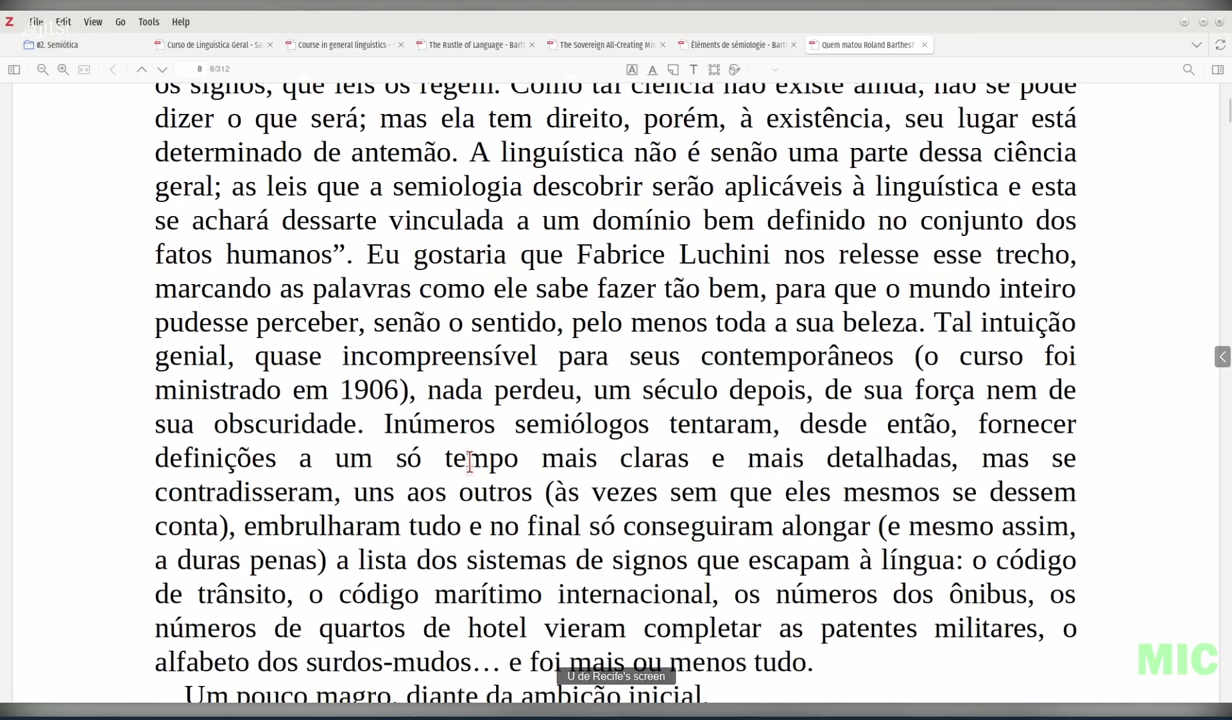 File Edit View Go Tools Help
#2. Semiótica
Curso de Linguística Geral - Sa
Course in general linguistics -
The Rustle of Language - Bart
The Sovereign All-Creating Mi
Éléments de sémiologie - Bar
Quem matou Roland Barthes?
8 8/312
os signos, que leis os regem. Como tal ciência não existe ainda, não se pode
dizer o que será; mas ela tem direito, porém, à existência, seu lugar está
determinado de antemão. A linguística não é senão uma parte dessa ciência
geral; as leis que a semiologia descobrir serão aplicáveis à linguística e esta
se achará dessarte vinculada a um domínio bem definido no conjunto dos
fatos humanos”. Eu gostaria que Fabrice Luchini nos relesse esse trecho,
marcando as palavras como ele sabe fazer tão bem, para que o mundo inteiro
pudesse perceber, senão o sentido, pelo menos toda a sua beleza. Tal intuição
genial, quase incompreensível para seus contemporâneos (o curso foi
ministrado em 1906), nada perdeu, um século depois, de sua força nem de
sua obscuridade. Inúmeros semiólogos tentaram, desde então, fornecer
definições a um só tempo mais claras e mais detalhadas, mas se
contradisseram, uns aos outros (às vezes sem que eles mesmos se dessem
conta), embrulharam tudo e no final só conseguiram alongar (e mesmo assim,
a duras penas) a lista dos sistemas de signos que escapam à língua: o código
de trânsito, o código marítimo internacional, os números dos ônibus, os
números de quartos de hotel vieram completar as patentes militares, o
alfabeto dos surdos-mudos… e foi mais ou menos tudo.
Um pouco magro, diante da ambição inicial.
U de Recife's screen
MIC